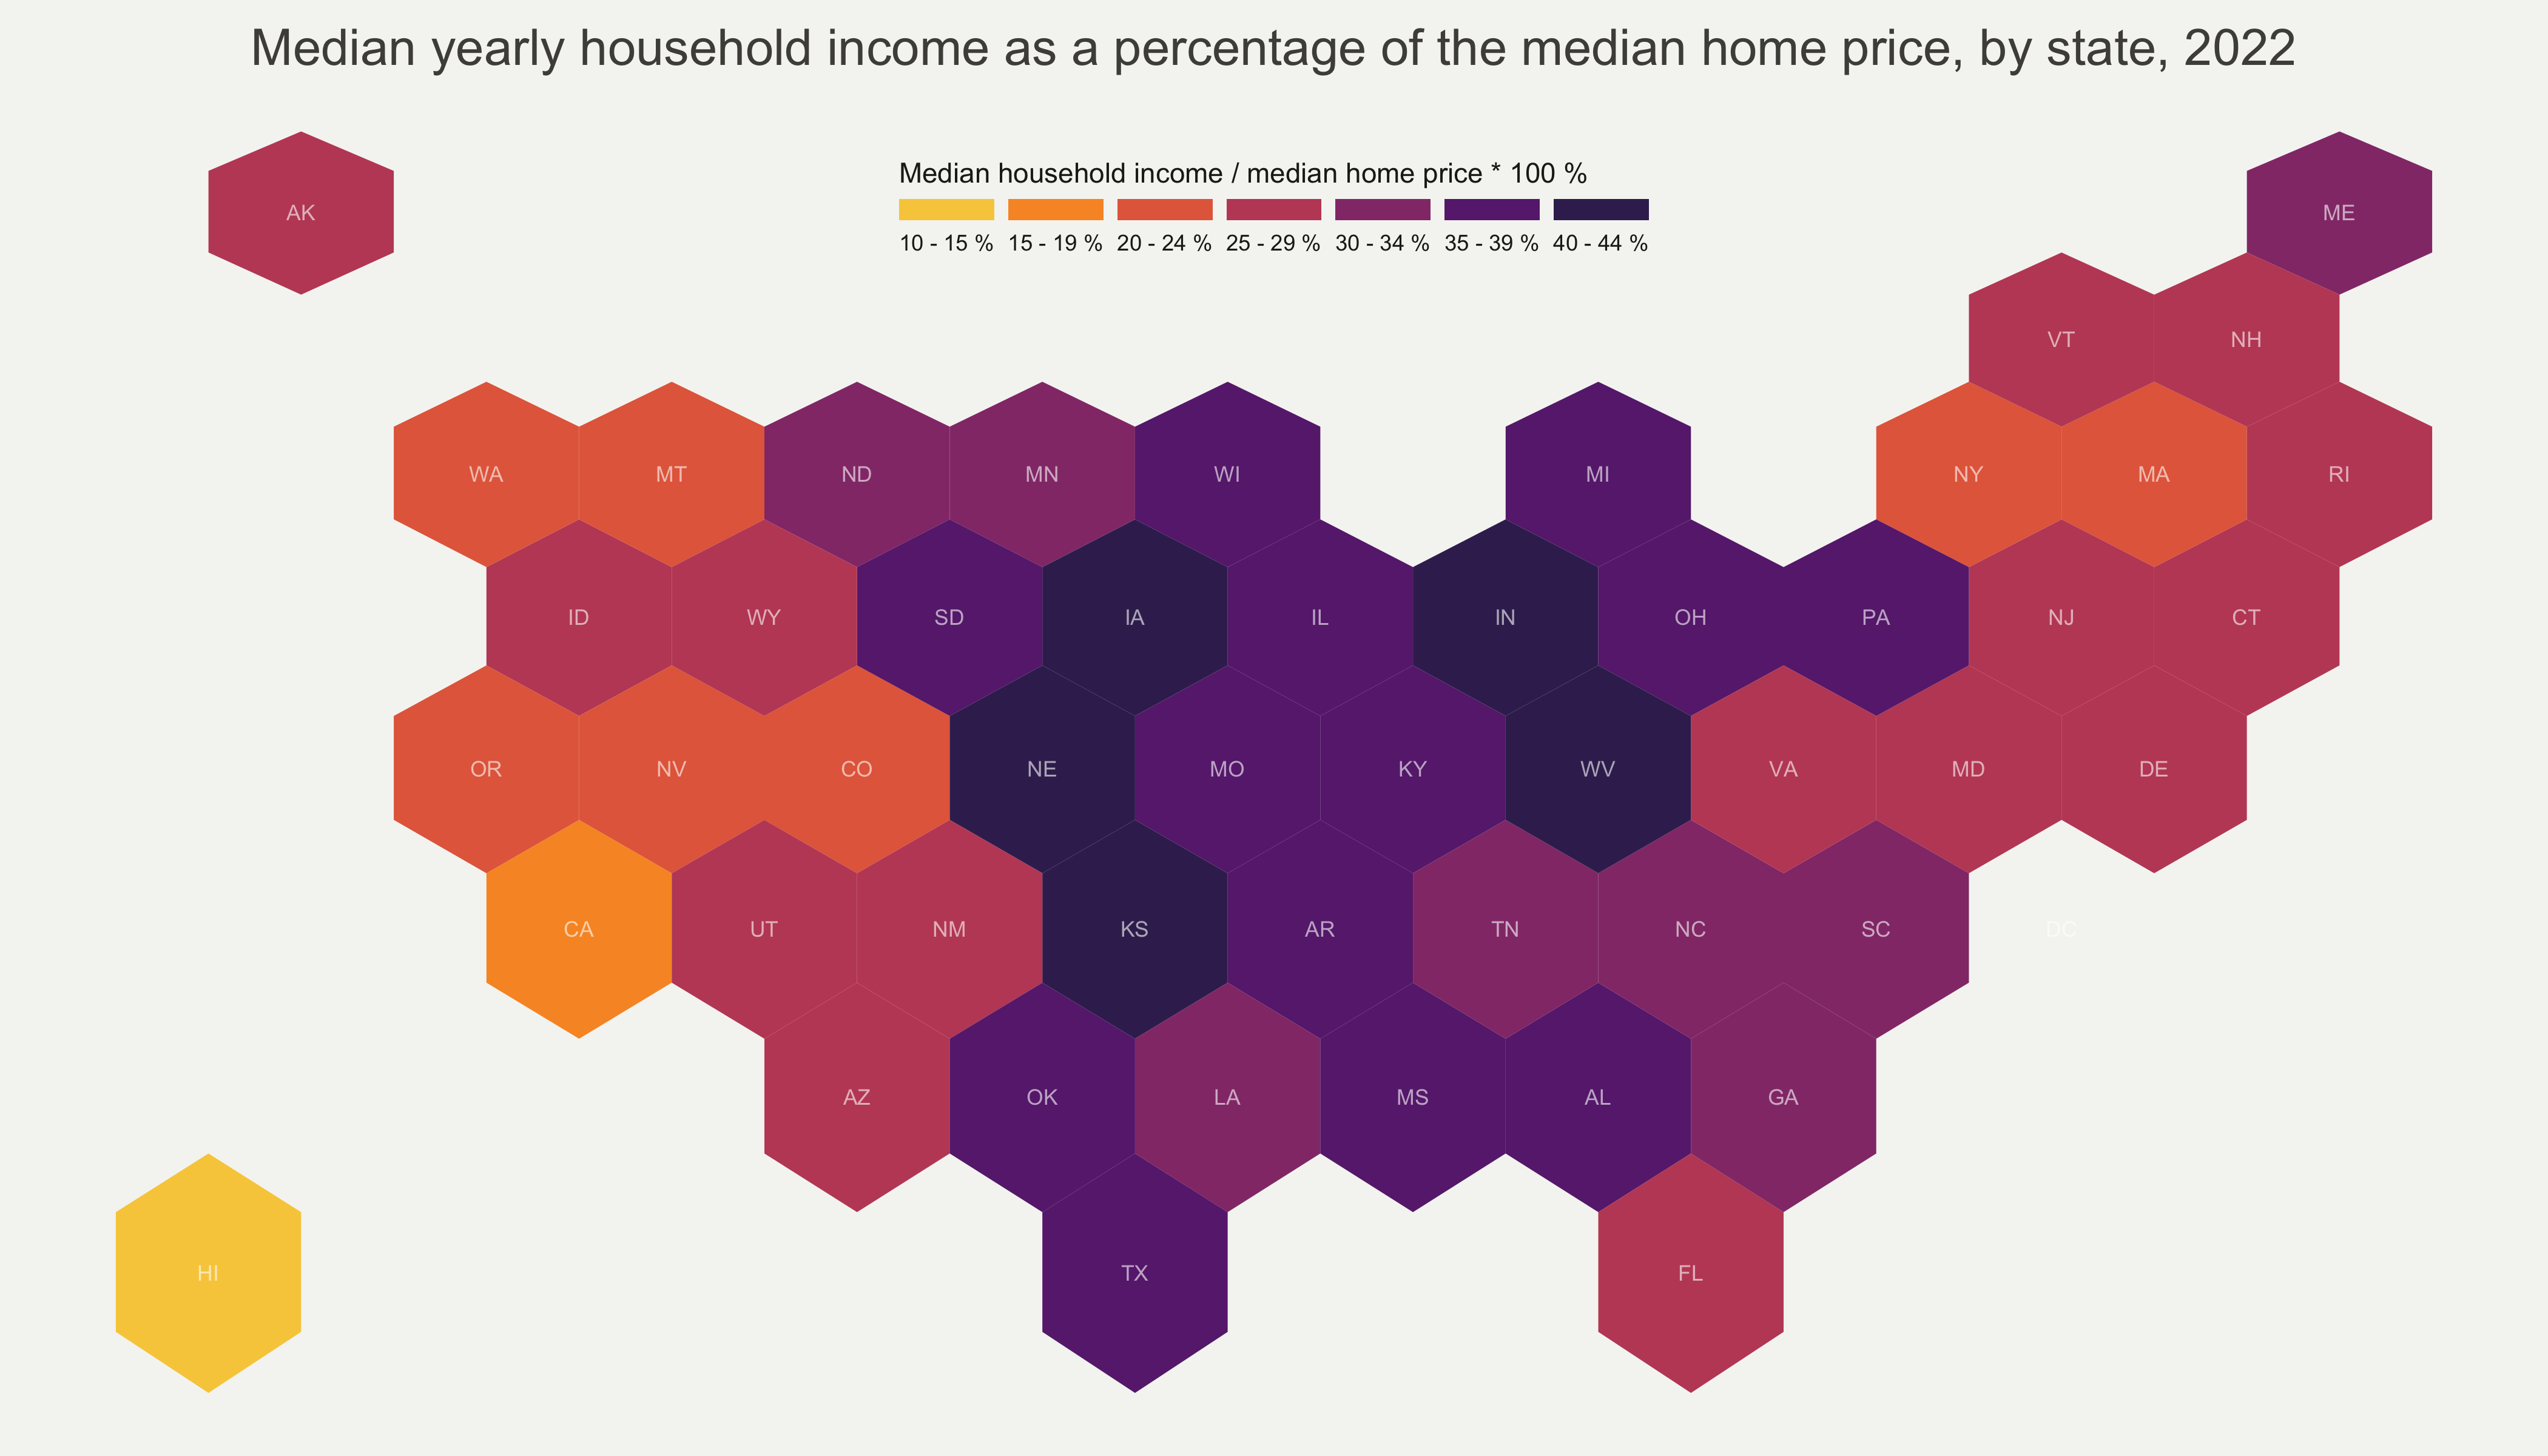 Median yearly household income as a percentage of the median home price, by state, 2022
Median household income / median home price * 100 %
10 - 15 % 15 - 19 % 20 - 24 % 25 - 29 % 30 - 34 % 35 - 39 % 40 - 44 %
AK ME
VT NH
WA MT ND MN WI MI NY MA RI
ID WY SD IA IL IN OH PA NJ CT
OR NV CO NE MO KY WV VA MD DE
CA UT NM KS AR TN NC SC DC
AZ OK LA MS AL GA
HI TX FL